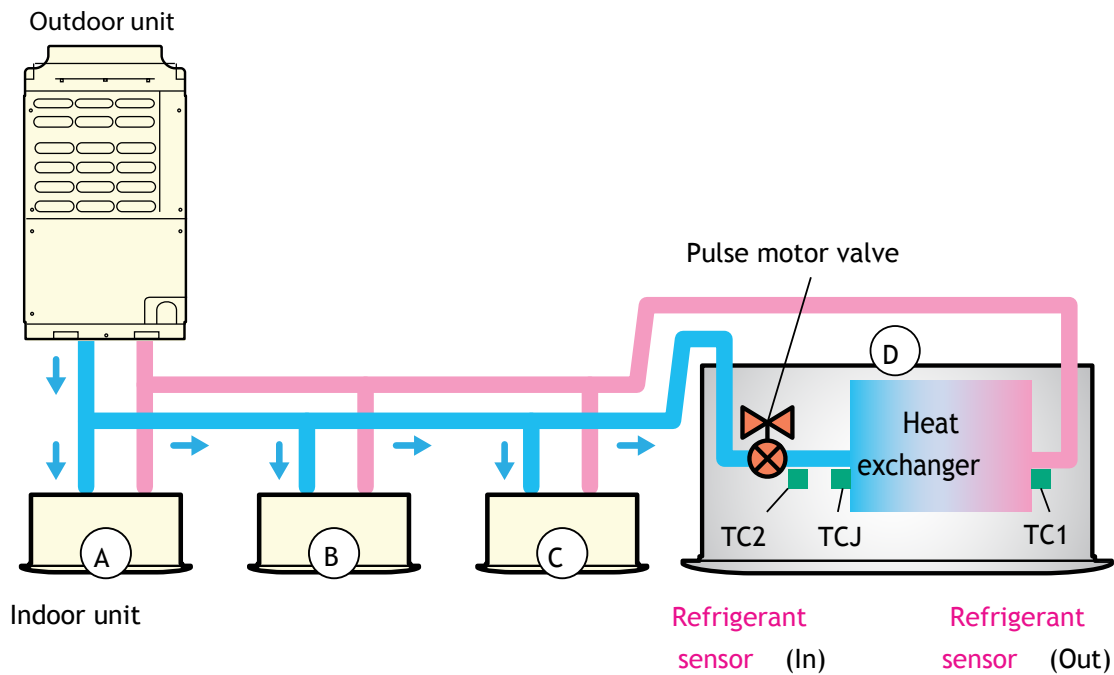 Outdoor unit
Pulse motor valve
D
Heat
exchanger
TC2
TCJ
TC1
A
B
C
Indoor unit
Refrigerant
sensor (In)
Refrigerant
sensor (Out)